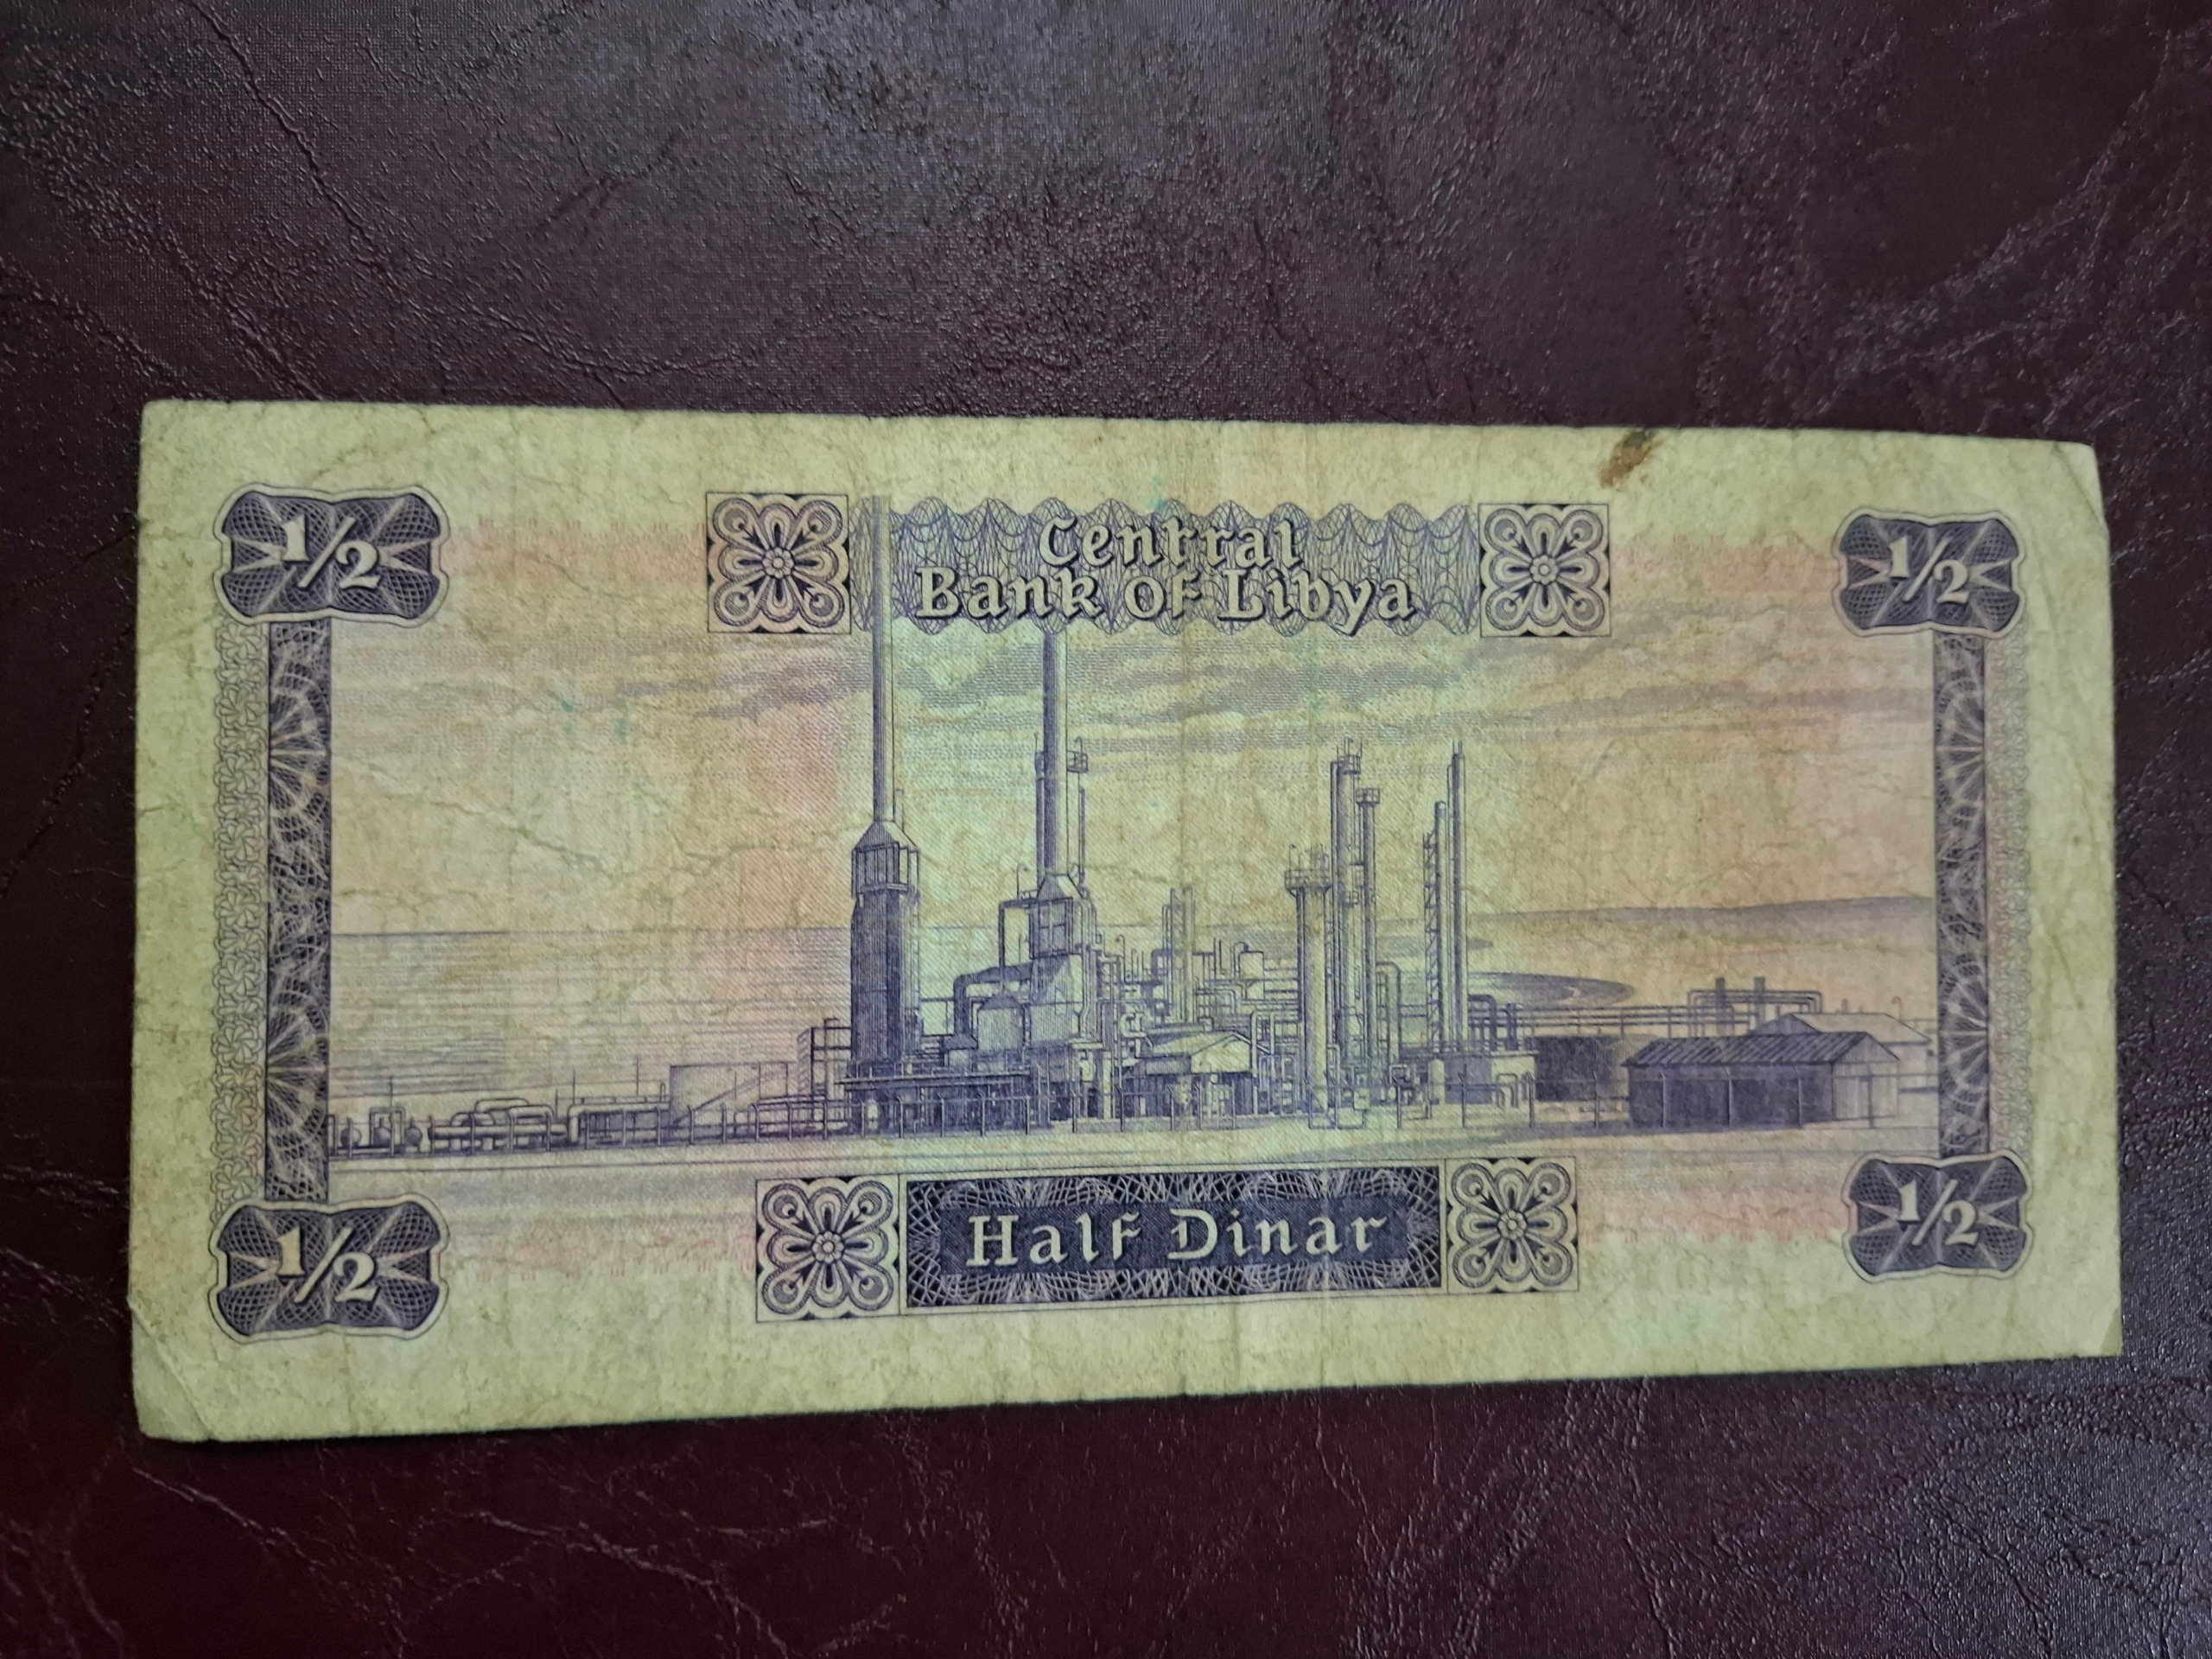 1/2
Central
Bank of Libya
1/2
1/2
Half Dinar
1/2